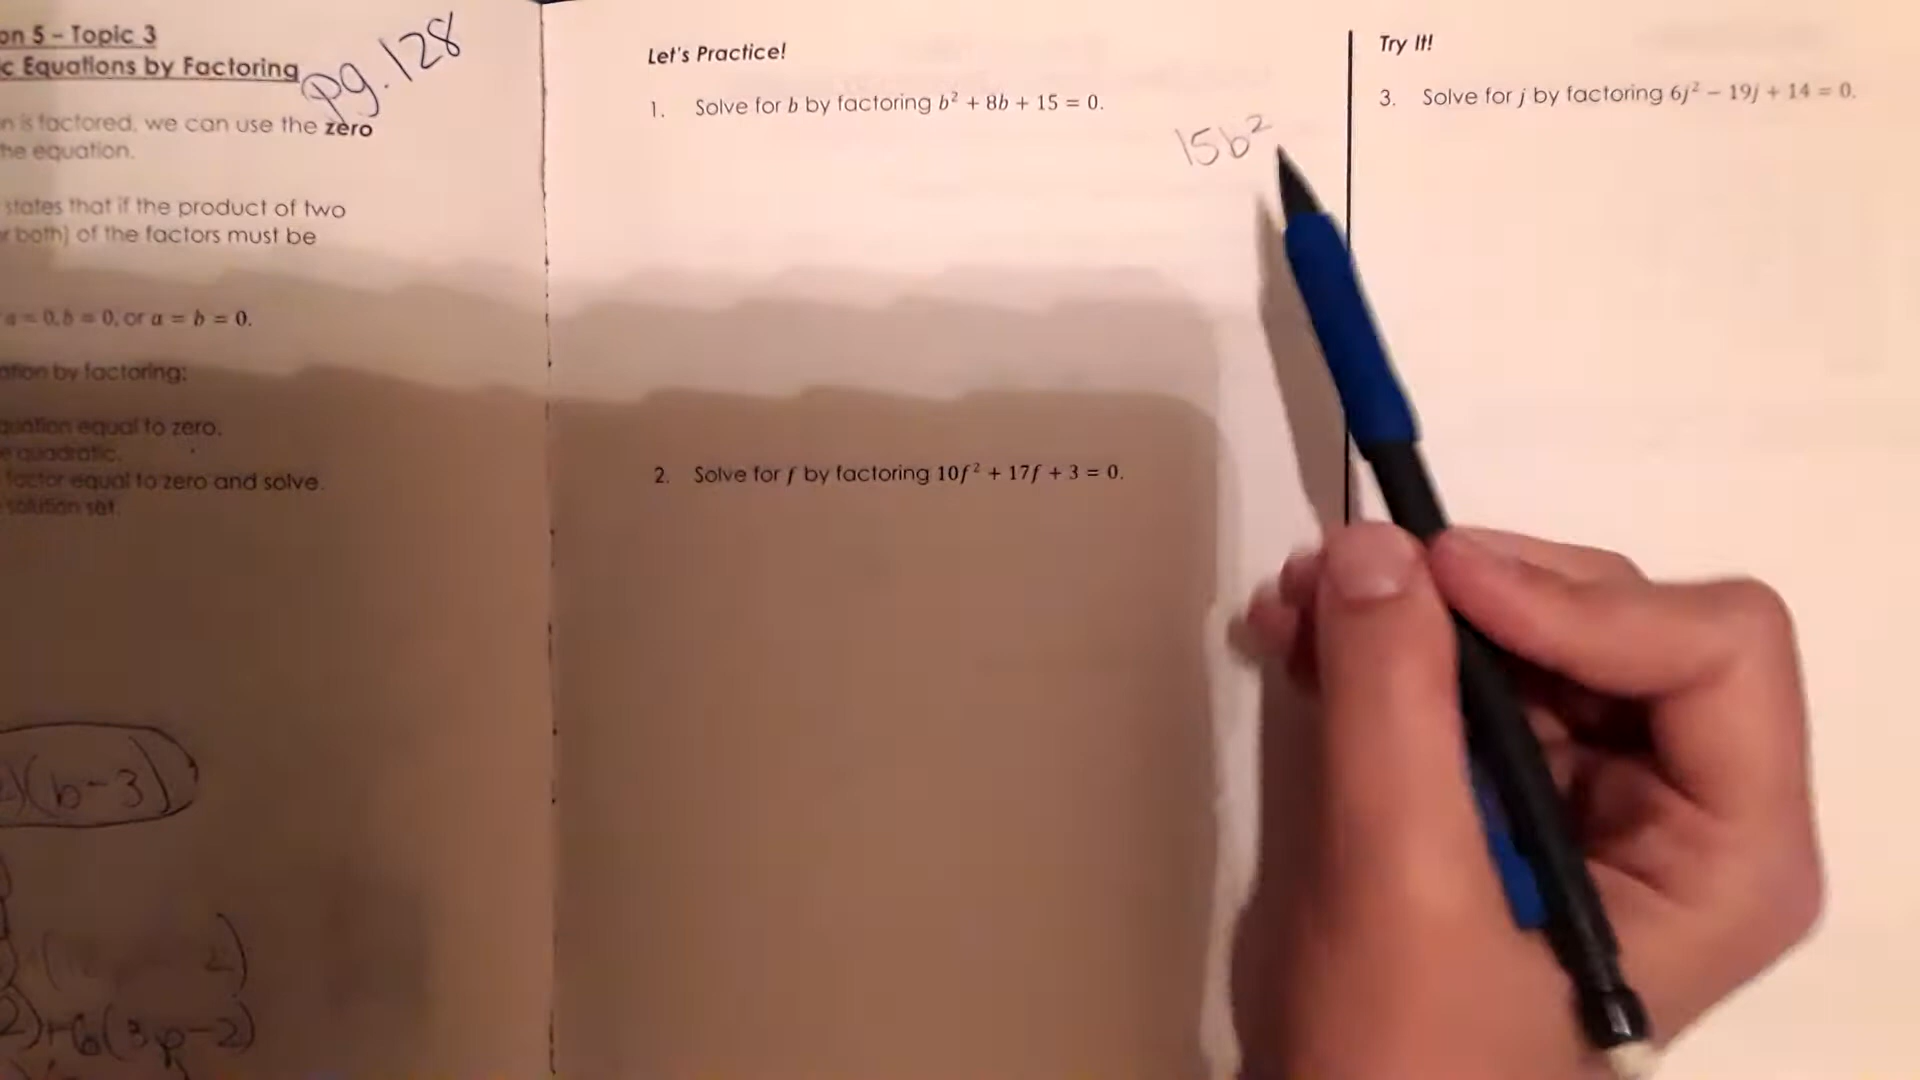 on 5 – Topic 3
c Equations by Factoring
pg. 128
n is factored, we can use the zero
he equation.
states that if the product of two
r both) of the factors must be
a = 0, b = 0, or a = b = 0.
ation by factoring:
quation equal to zero.
e quadratic.
factor equal to zero and solve.
solution set.
)(b-3)
2)+6(3p-2)
Let's Practice!
1. Solve for b by factoring b² + 8b + 15 = 0.
15b²
2. Solve for f by factoring 10f² + 17f + 3 = 0.
Try It!
3. Solve for j by factoring 6j² − 19j + 14 = 0.